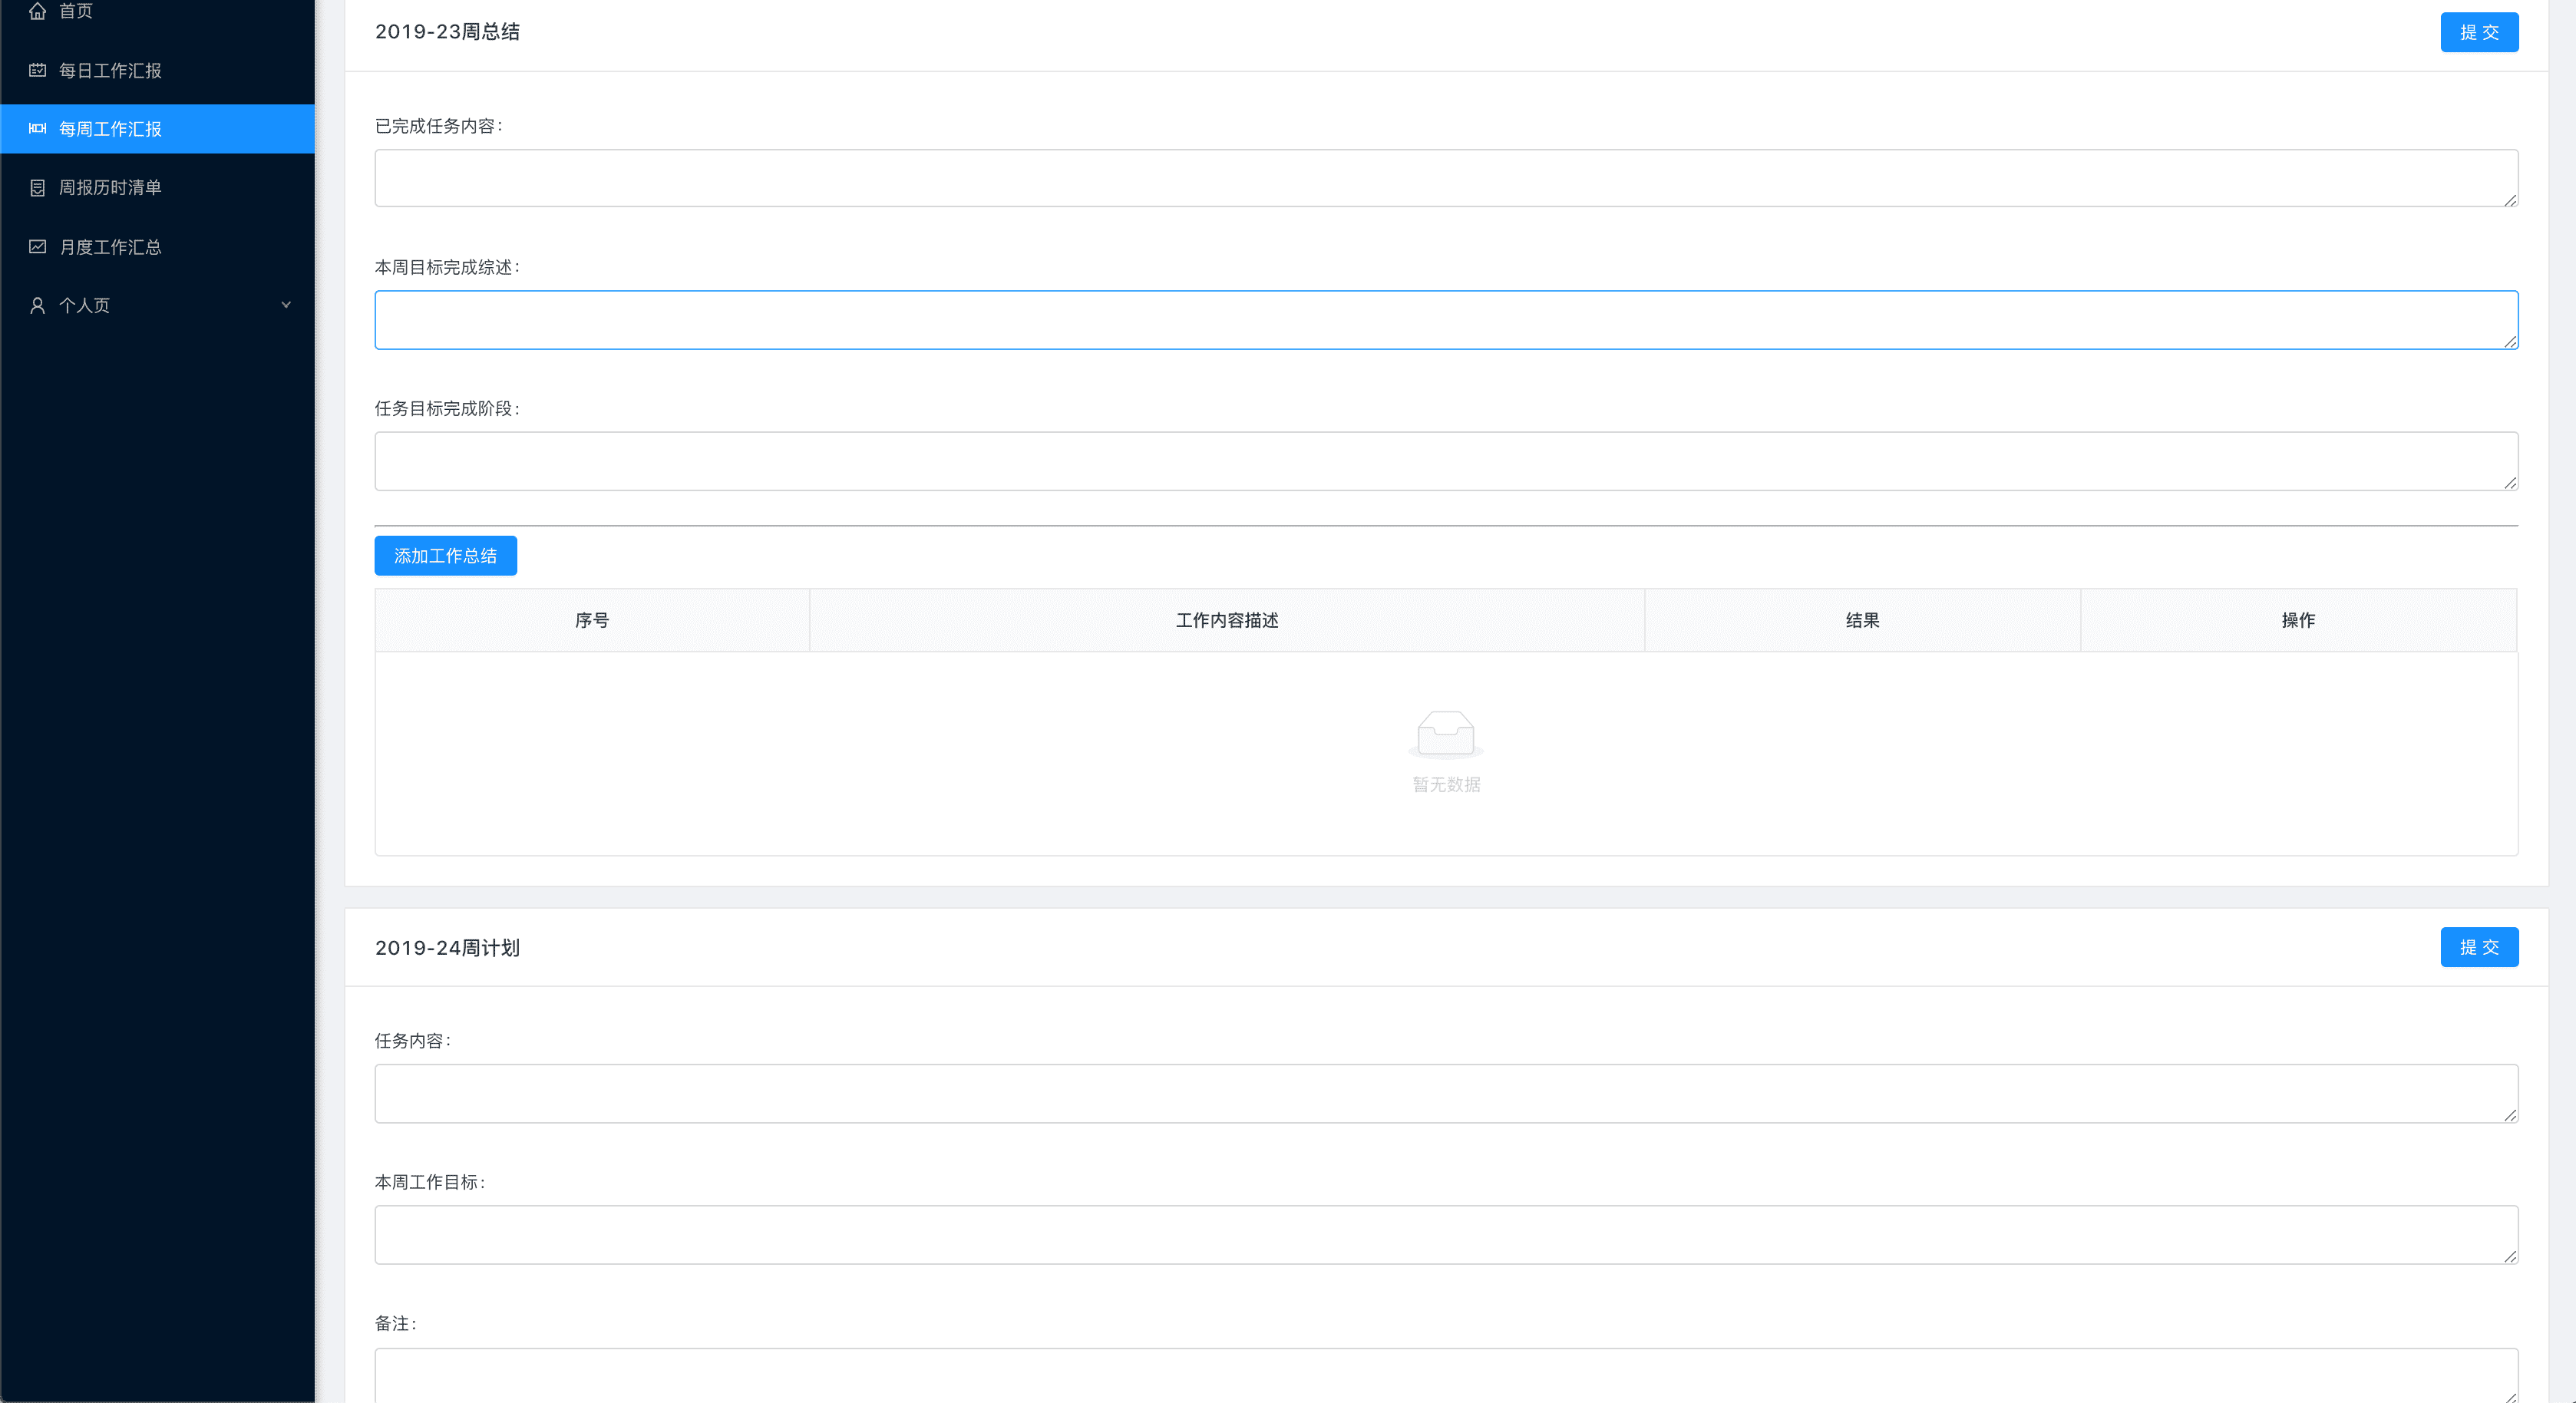 首页
每日工作汇报
每周工作汇报
周报历时清单
月度工作汇总
个人页
2019-23周总结
提 交
已完成任务内容:
本周目标完成综述:
任务目标完成阶段:
添加工作总结
序号 工作内容描述 结果 操作
暂无数据
2019-24周计划
提 交
任务内容:
本周工作目标:
备注: